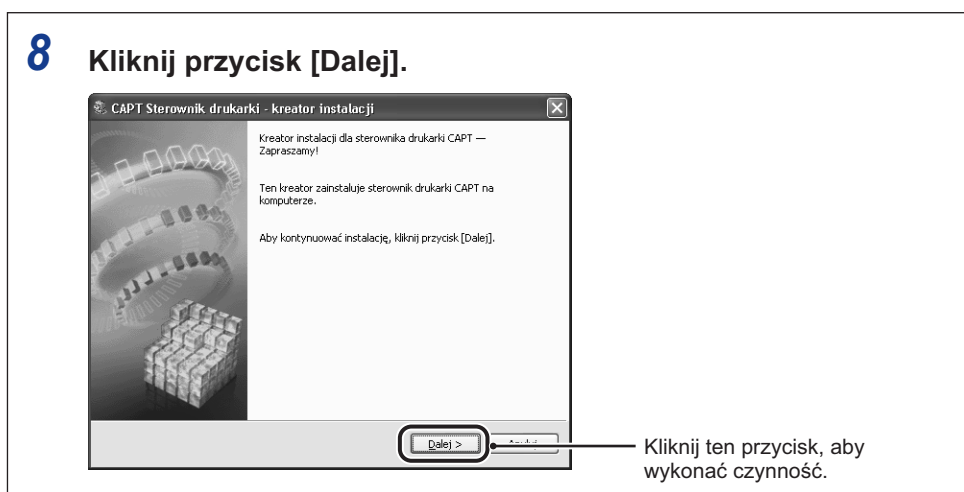 8 Kliknij przycisk [Dalej].
CAPT Sterownik drukarki - kreator instalacji
Kreator instalacji dla sterownika drukarki CAPT —
Zapraszamy!
Ten kreator zainstaluje sterownik drukarki CAPT na
komputerze.
Aby kontynuować instalację, kliknij przycisk [Dalej].
Dalej >
Kliknij ten przycisk, aby
wykonać czynność.